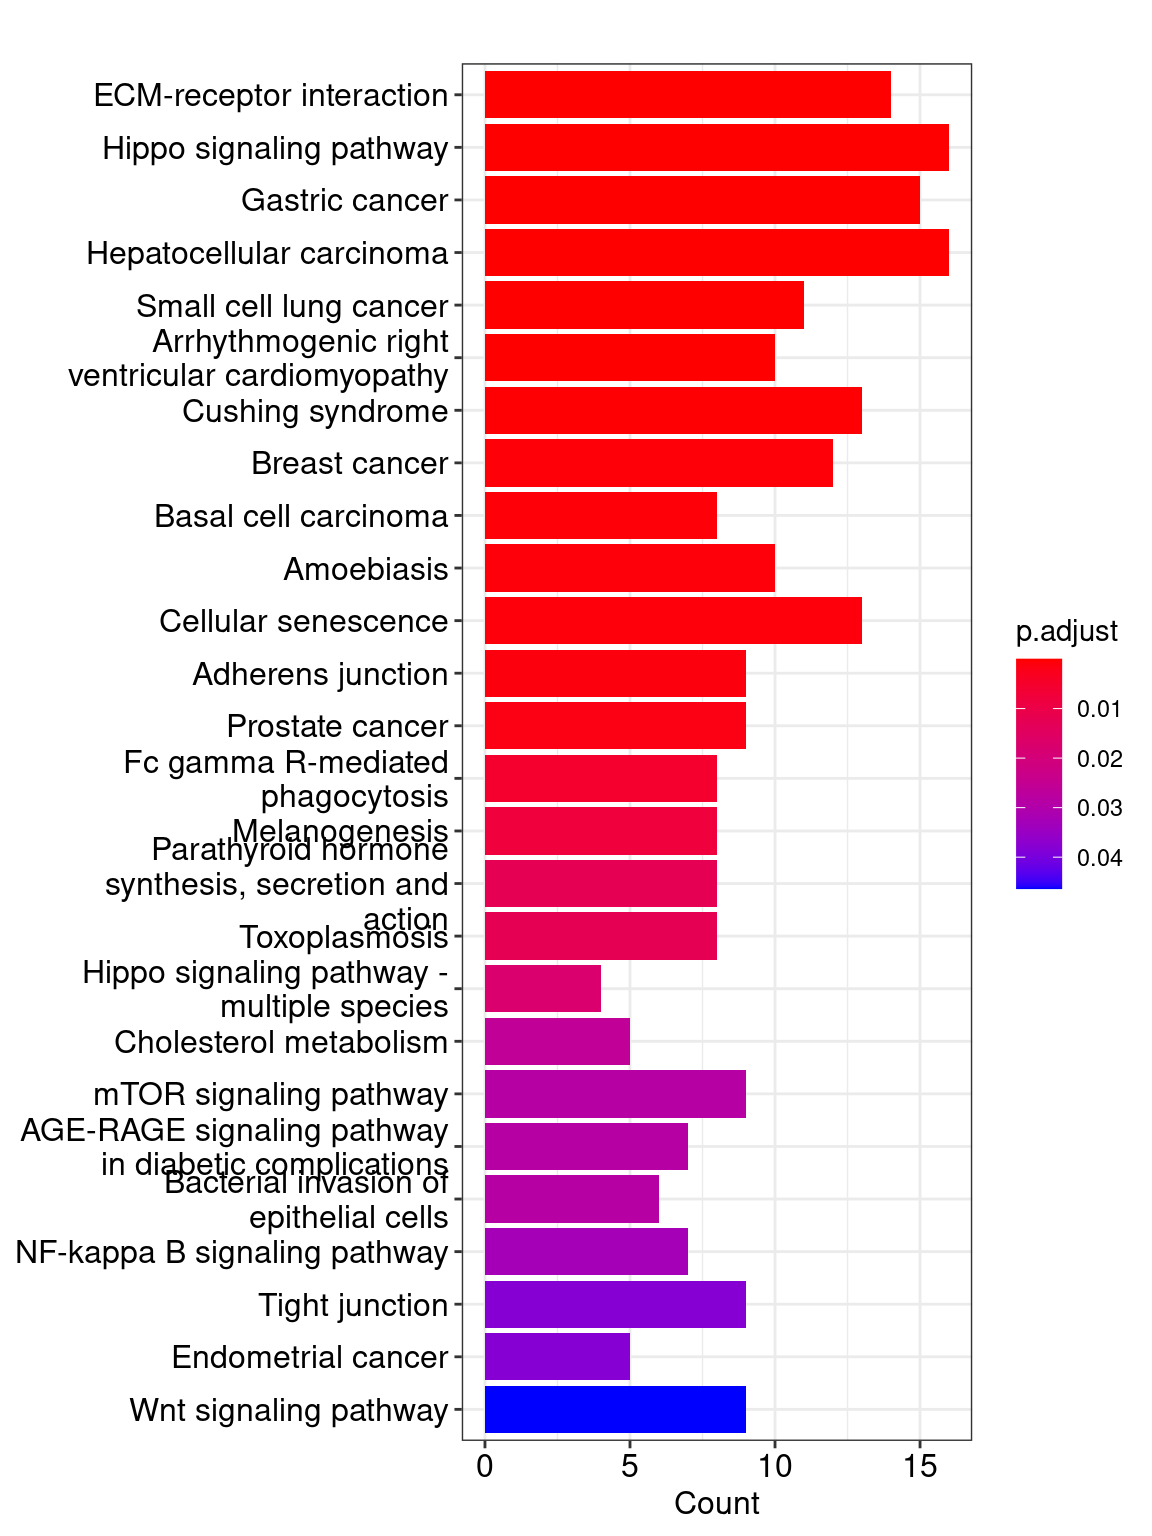 ECM-receptor interaction
Hippo signaling pathway
Gastric cancer
Hepatocellular carcinoma
Small cell lung cancer
Arrhythmogenic right
ventricular cardiomyopathy
Cushing syndrome
Breast cancer
Basal cell carcinoma
Amoebiasis
Cellular senescence
Adherens junction
Prostate cancer
Fc gamma R-mediated
phagocytosis
Melanogenesis
Parathyroid hormone
synthesis, secretion and
action
Toxoplasmosis
Hippo signaling pathway -
multiple species
Cholesterol metabolism
mTOR signaling pathway
AGE-RAGE signaling pathway
in diabetic complications
Bacterial invasion of
epithelial cells
NF-kappa B signaling pathway
Tight junction
Endometrial cancer
Wnt signaling pathway
0 5 10 15
Count
p.adjust
0.01
0.02
0.03
0.04